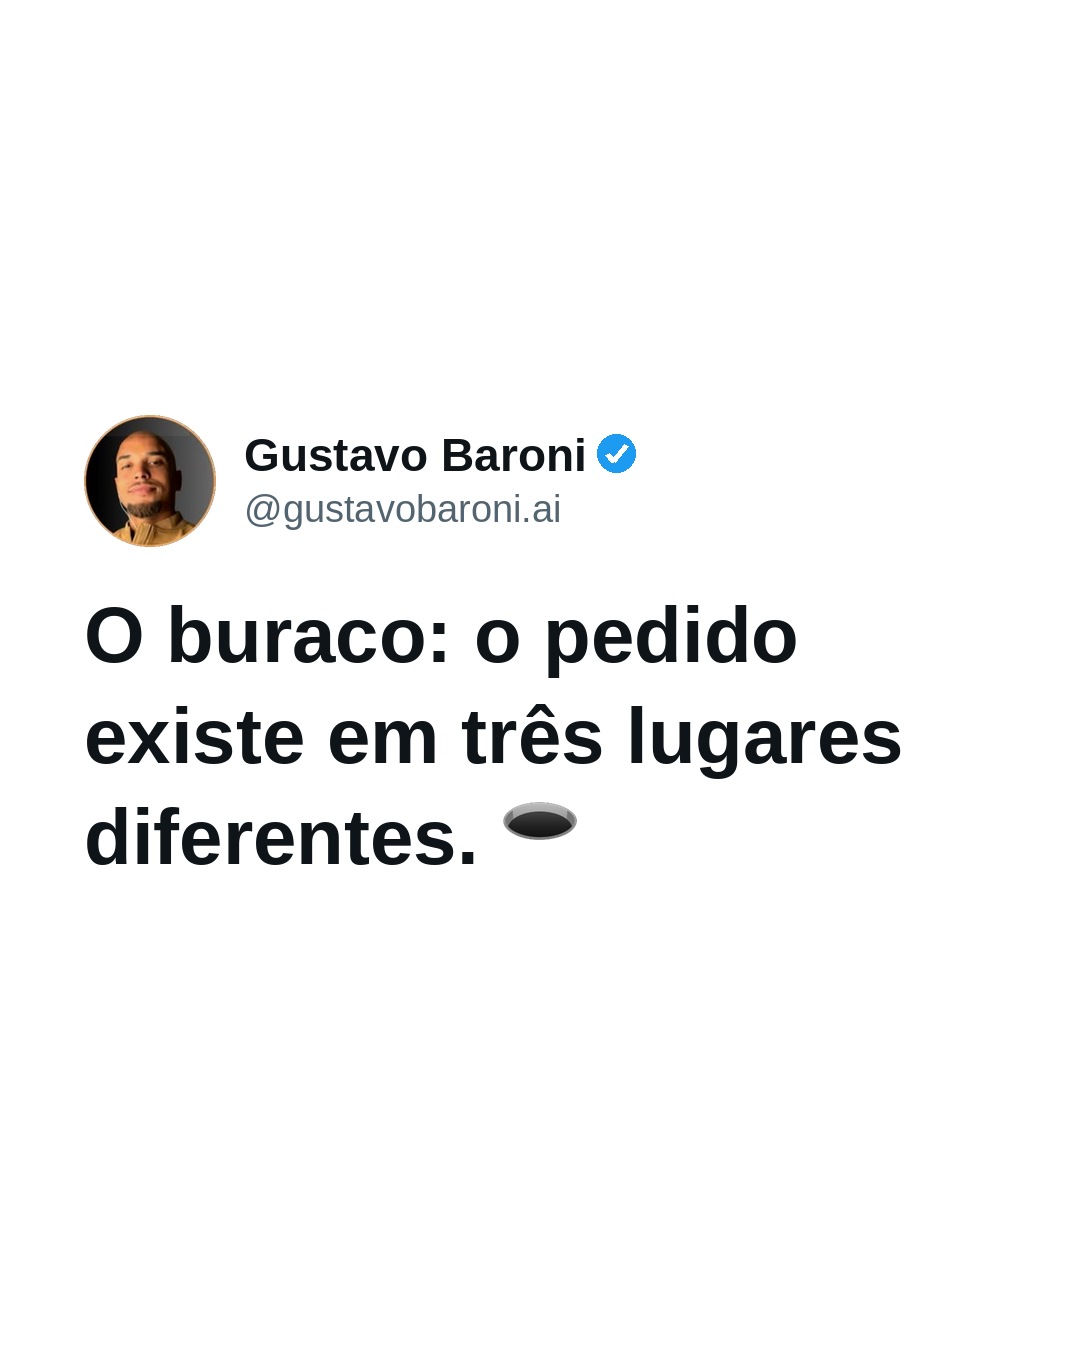 Gustavo Baroni
@gustavobaroni.ai
O buraco: o pedido
existe em três lugares
diferentes. 🕳️